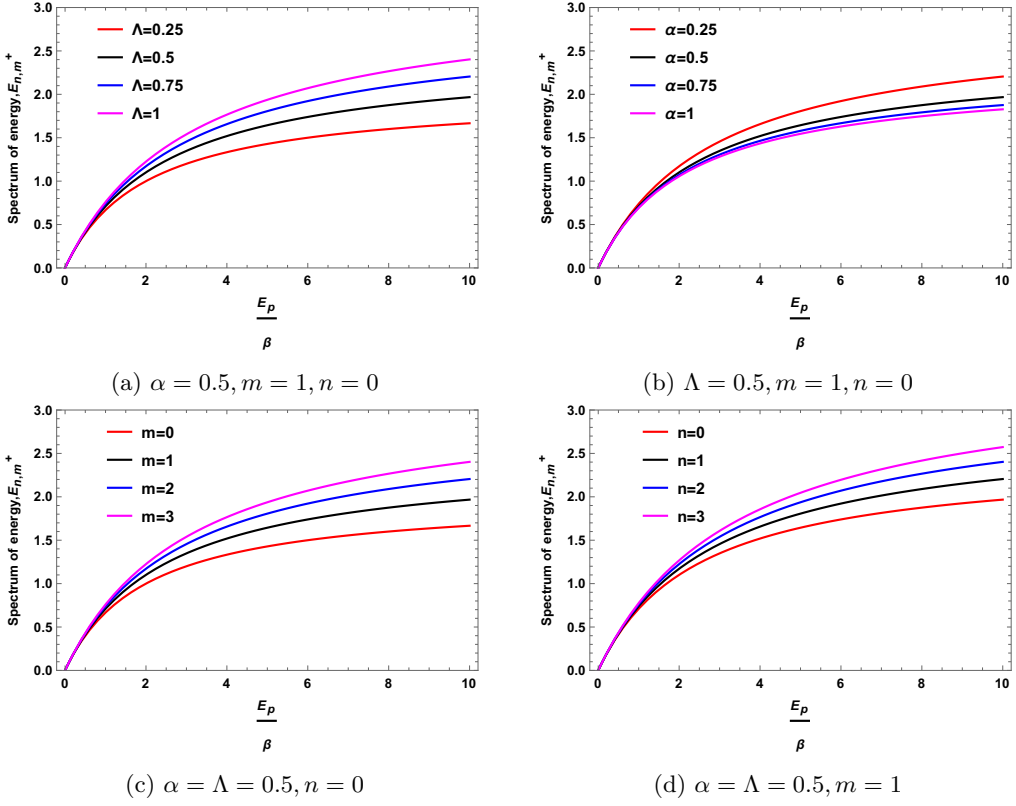 Spectrum of energy,E_{n,m}^+
3.0
2.5
2.0
1.5
1.0
0.5
0.0
Λ=0.25
Λ=0.5
Λ=0.75
Λ=1
0 2 4 6 8 10
E_p
β
(a) α = 0.5, m = 1, n = 0
Spectrum of energy,E_{n,m}^+
3.0
2.5
2.0
1.5
1.0
0.5
0.0
α=0.25
α=0.5
α=0.75
α=1
0 2 4 6 8 10
E_p
β
(b) Λ = 0.5, m = 1, n = 0
Spectrum of energy,E_{n,m}^+
3.0
2.5
2.0
1.5
1.0
0.5
0.0
m=0
m=1
m=2
m=3
0 2 4 6 8 10
E_p
β
(c) α = Λ = 0.5, n = 0
Spectrum of energy,E_{n,m}^+
3.0
2.5
2.0
1.5
1.0
0.5
0.0
n=0
n=1
n=2
n=3
0 2 4 6 8 10
E_p
β
(d) α = Λ = 0.5, m = 1